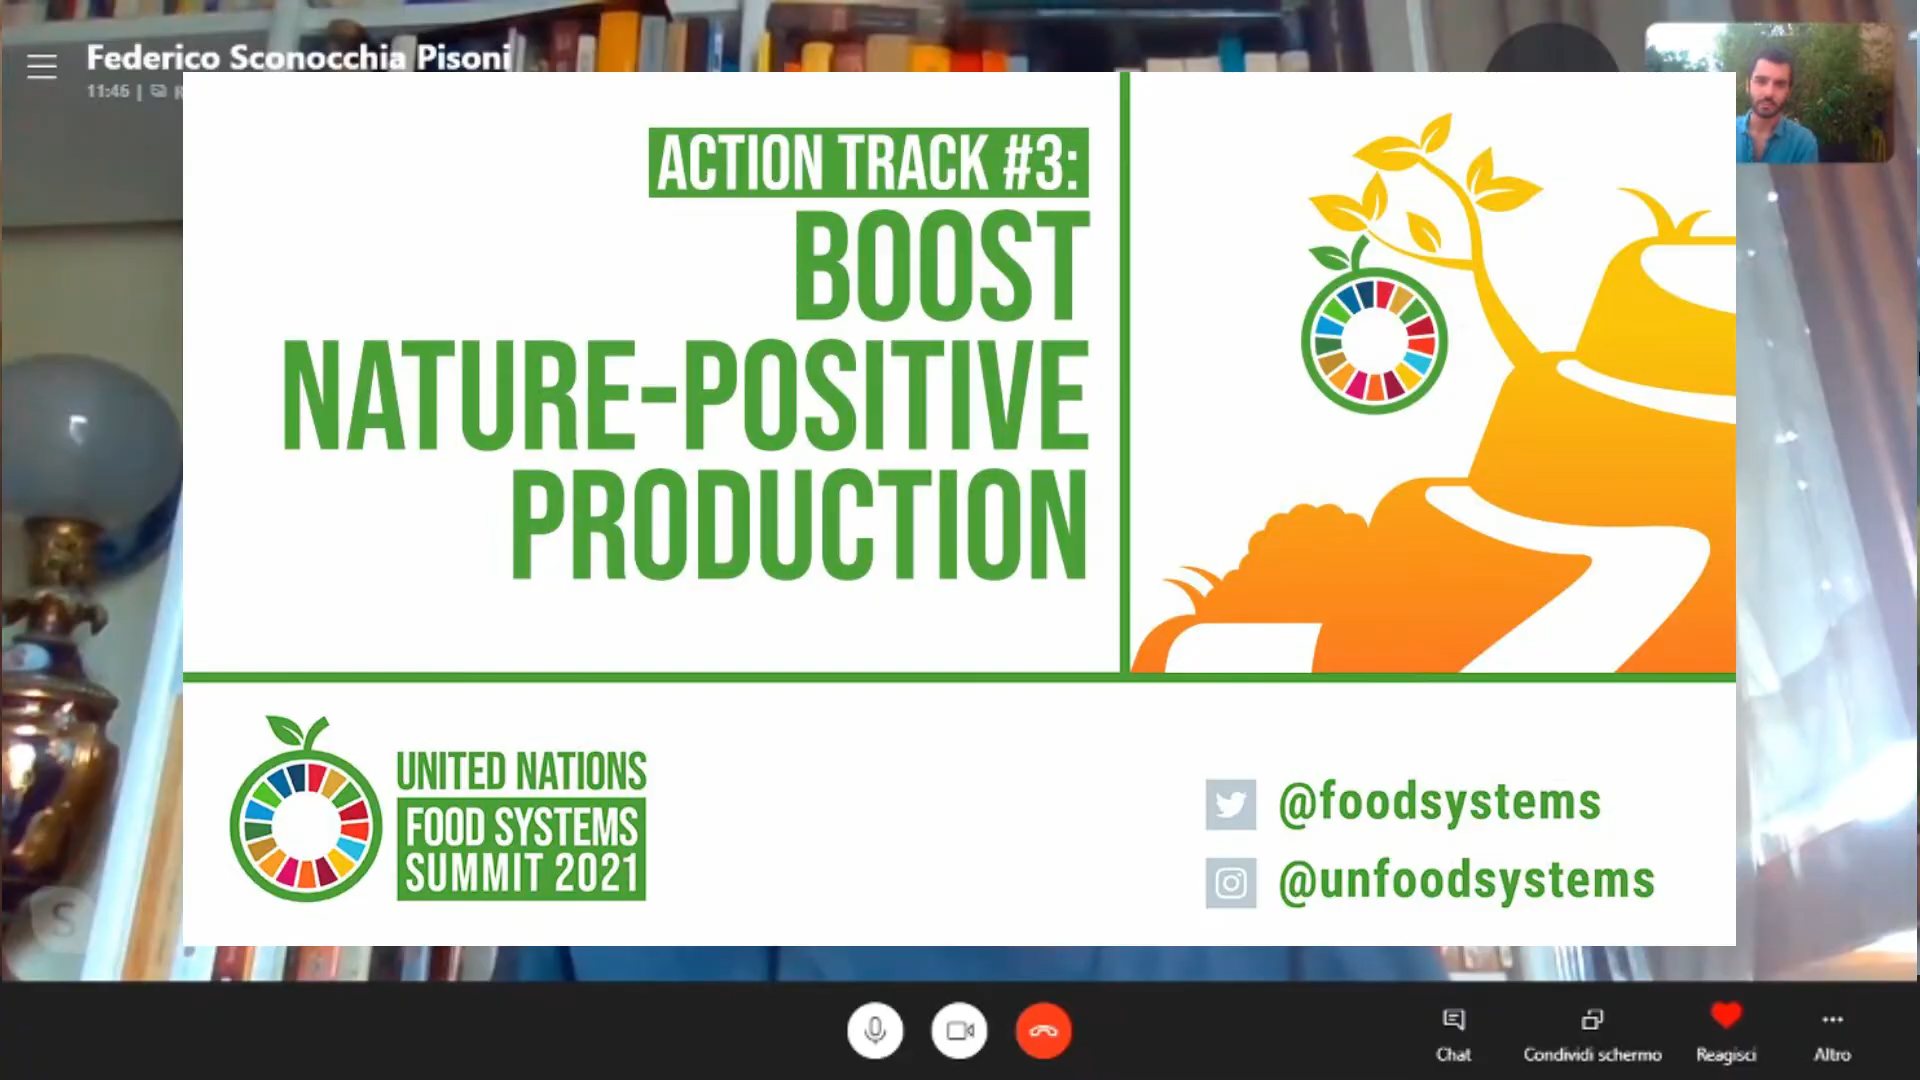 Federico Sconocchia Pisoni
11:46 |
ACTION TRACK #3:
BOOST
NATURE-POSITIVE
PRODUCTION
UNITED NATIONS
FOOD SYSTEMS
SUMMIT 2021
@foodsystems
@unfoodsystems
S
Chat
Condividi schermo
Reagisci
Altro